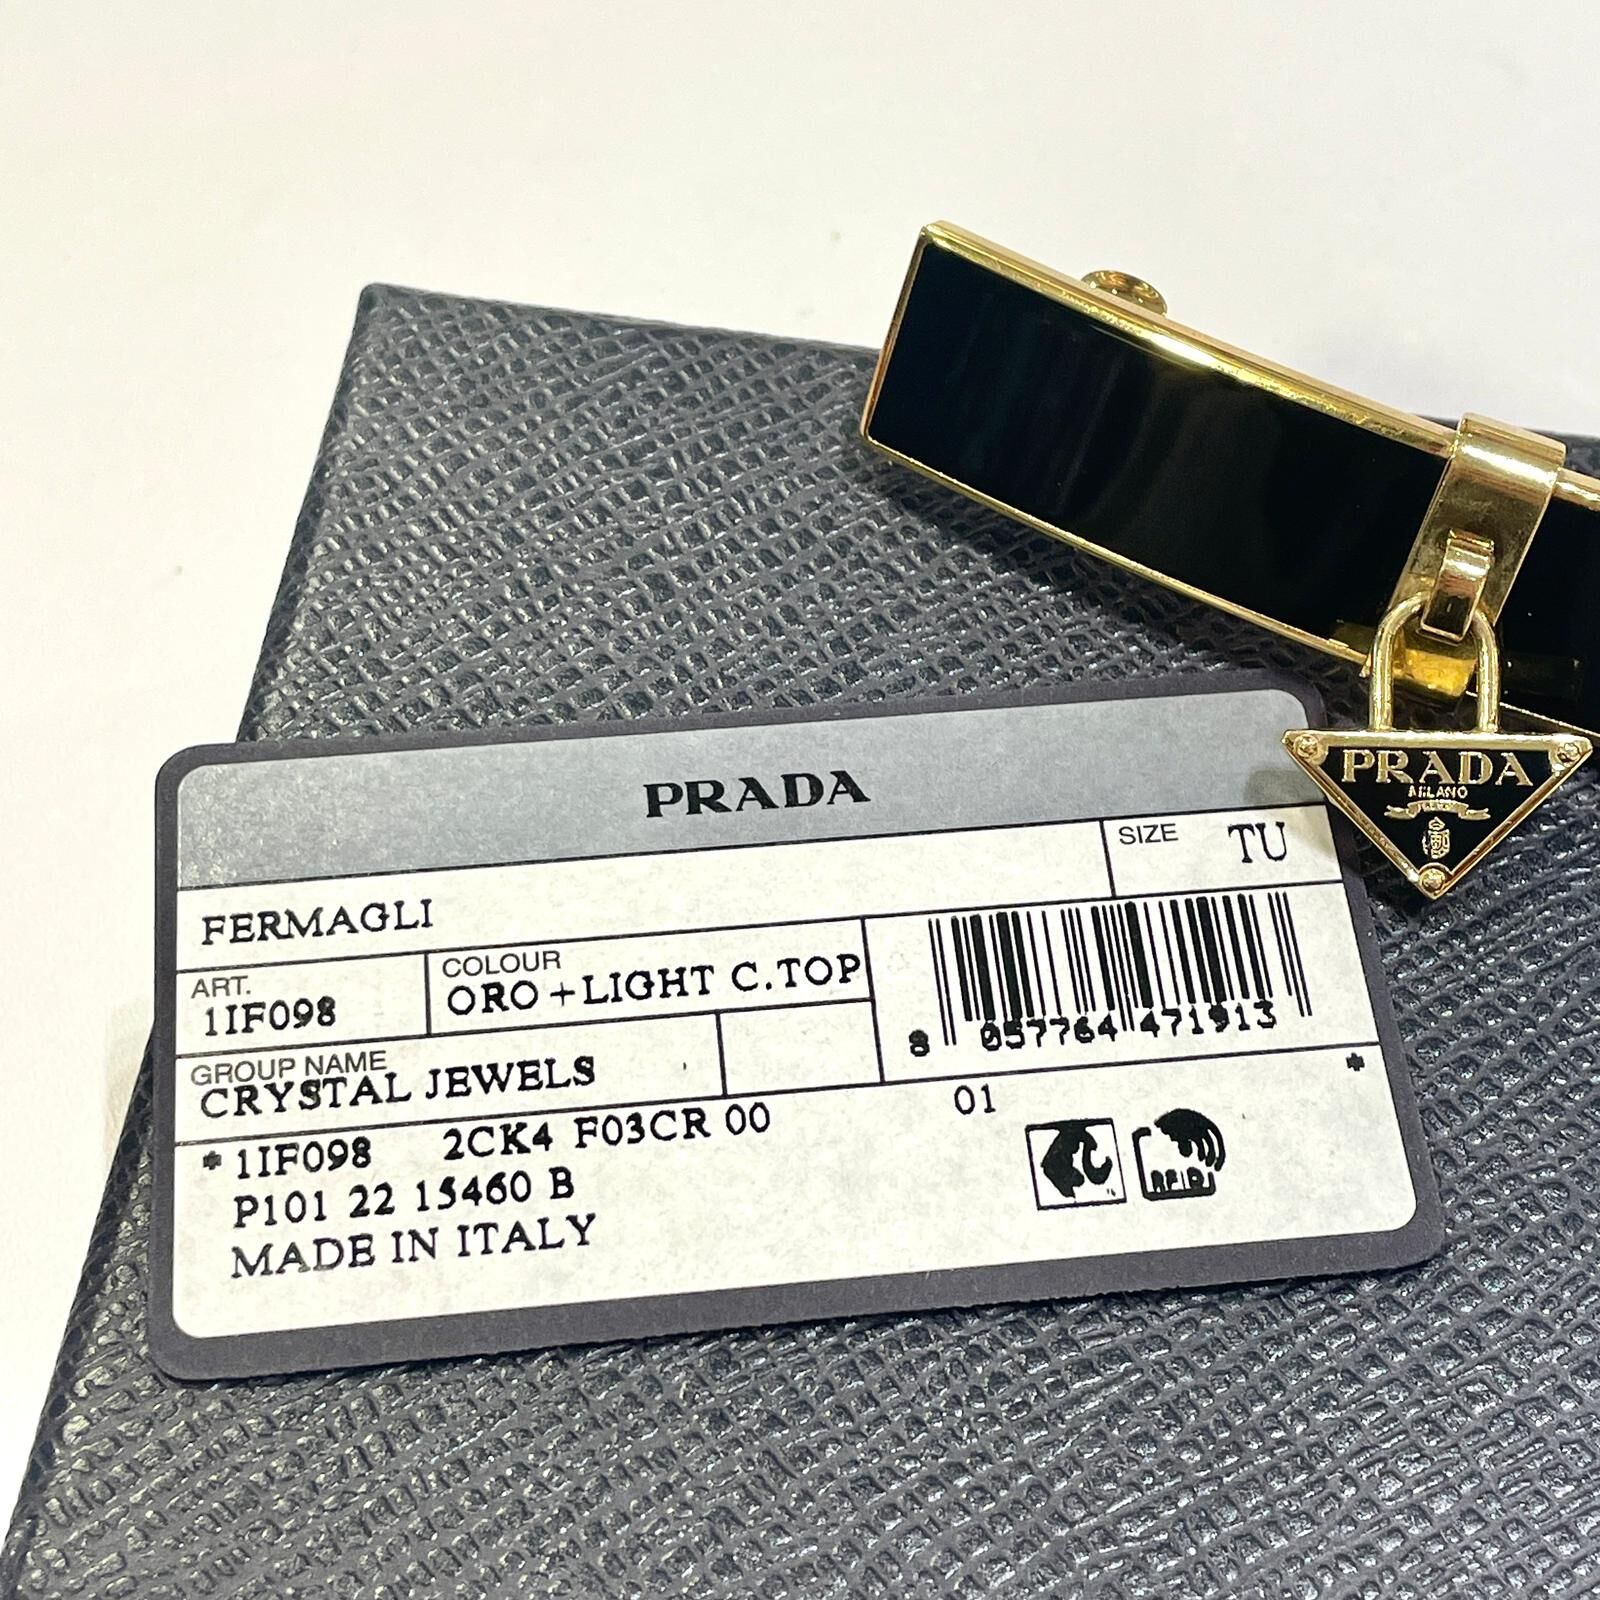 PRADA
SIZE TU
FERMAGLI
ART. COLOUR
1IF098 ORO+LIGHT C.TOP
GROUP NAME
CRYSTAL JEWELS
8 057764 471913
*
*1IF098 2CK4 F03CR 00 01
P101 22 15460 B
MADE IN ITALY
RFID
PRADA
MILANO